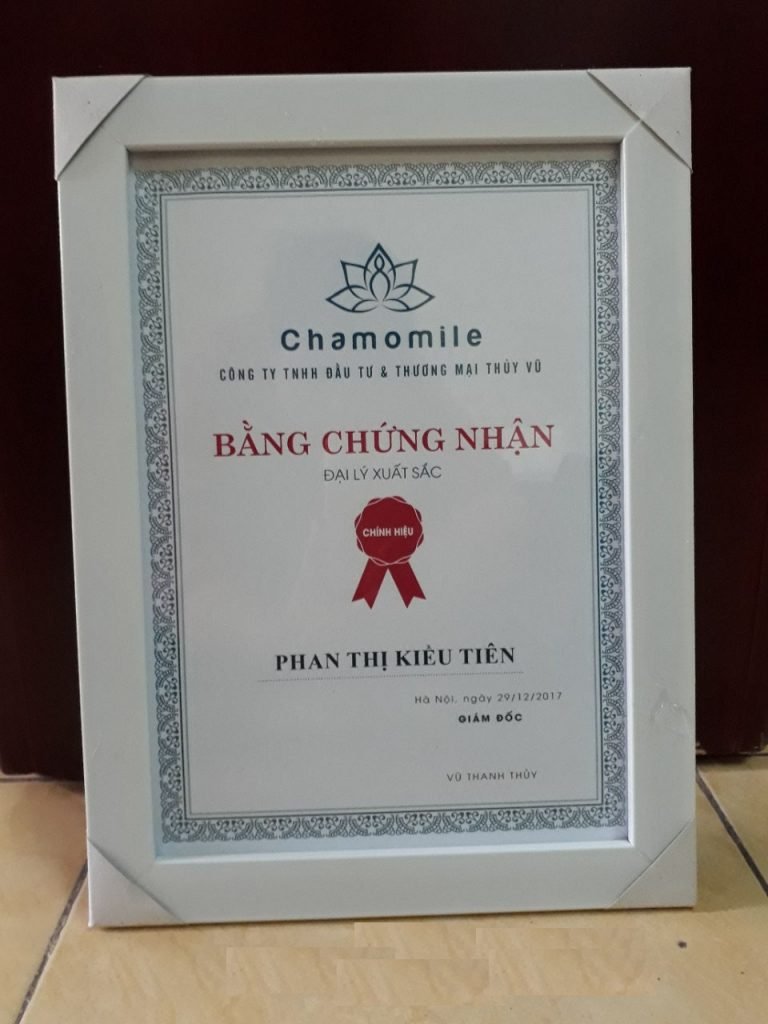 Chamomile
CÔNG TY TNHH ĐẦU TƯ & THƯƠNG MẠI THỦY VŨ
BẰNG CHỨNG NHẬN
ĐẠI LÝ XUẤT SẮC
CHÍNH HIỆU
PHAN THỊ KIỀU TIÊN
Hà Nội, ngày 29/12/2017
GIÁM ĐỐC
VŨ THANH THỦY